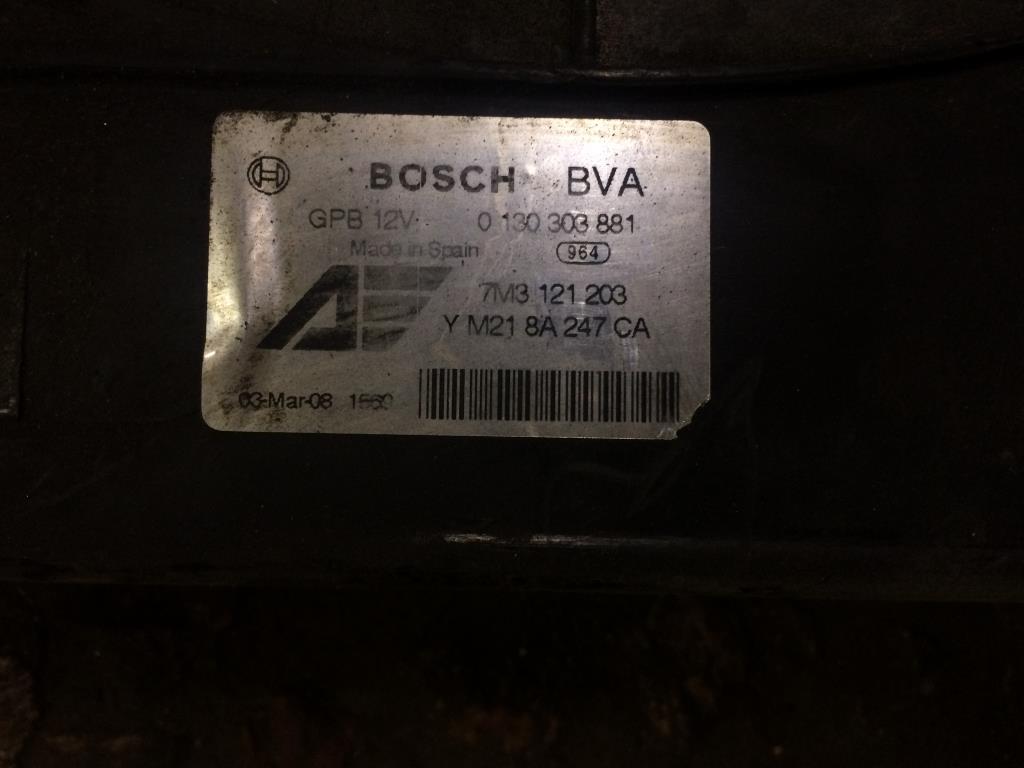 BOSCH BVA
GPB 12V 0 130 303 881
Made in Spain 964
7M3 121 203
Y M21 8A 247 CA
03-Mar-08